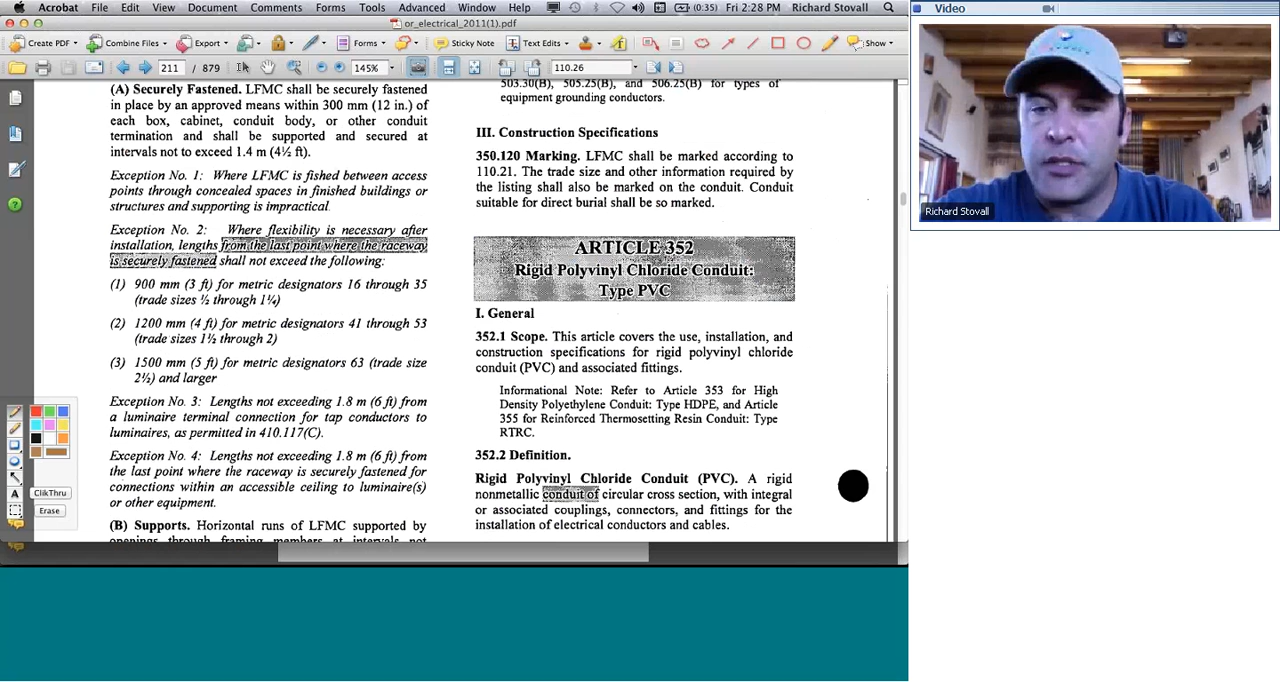 Acrobat File Edit View Document Comments Forms Tools Advanced Window Help (0:35) Fri 2:28 PM Richard Stovall
or_electrical_2011(1).pdf
Create PDF Combine Files Export Forms Sticky Note Text Edits Show
211 / 879 145% 110.26
(A) Securely Fastened. LFMC shall be securely fastened
in place by an approved means within 300 mm (12 in.) of
each box, cabinet, conduit body, or other conduit
termination and shall be supported and secured at
intervals not to exceed 1.4 m (4½ ft).
Exception No. 1: Where LFMC is fished between access
points through concealed spaces in finished buildings or
structures and supporting is impractical.
Exception No. 2: Where flexibility is necessary after
installation, lengths from the last point where the raceway
is securely fastened shall not exceed the following:
(1) 900 mm (3 ft) for metric designators 16 through 35
(trade sizes ½ through 1¼)
(2) 1200 mm (4 ft) for metric designators 41 through 53
(trade sizes 1½ through 2)
(3) 1500 mm (5 ft) for metric designators 63 (trade size
2½) and larger
Exception No. 3: Lengths not exceeding 1.8 m (6 ft) from
a luminaire terminal connection for tap conductors to
luminaires, as permitted in 410.117(C).
Exception No. 4: Lengths not exceeding 1.8 m (6 ft) from
the last point where the raceway is securely fastened for
connections within an accessible ceiling to luminaire(s)
or other equipment.
(B) Supports. Horizontal runs of LFMC supported by
openings through framing members at intervals not
503.30(B), 505.25(B), and 506.25(B) for types of
equipment grounding conductors.
III. Construction Specifications
350.120 Marking. LFMC shall be marked according to
110.21. The trade size and other information required by
the listing shall also be marked on the conduit. Conduit
suitable for direct burial shall be so marked.
ARTICLE 352
Rigid Polyvinyl Chloride Conduit:
Type PVC
I. General
352.1 Scope. This article covers the use, installation, and
construction specifications for rigid polyvinyl chloride
conduit (PVC) and associated fittings.
Informational Note: Refer to Article 353 for High
Density Polyethylene Conduit: Type HDPE, and Article
355 for Reinforced Thermosetting Resin Conduit: Type
RTRC.
352.2 Definition.
Rigid Polyvinyl Chloride Conduit (PVC). A rigid
nonmetallic conduit of circular cross section, with integral
or associated couplings, connectors, and fittings for the
installation of electrical conductors and cables.
A
ClikThru
Erase
Video
Richard Stovall